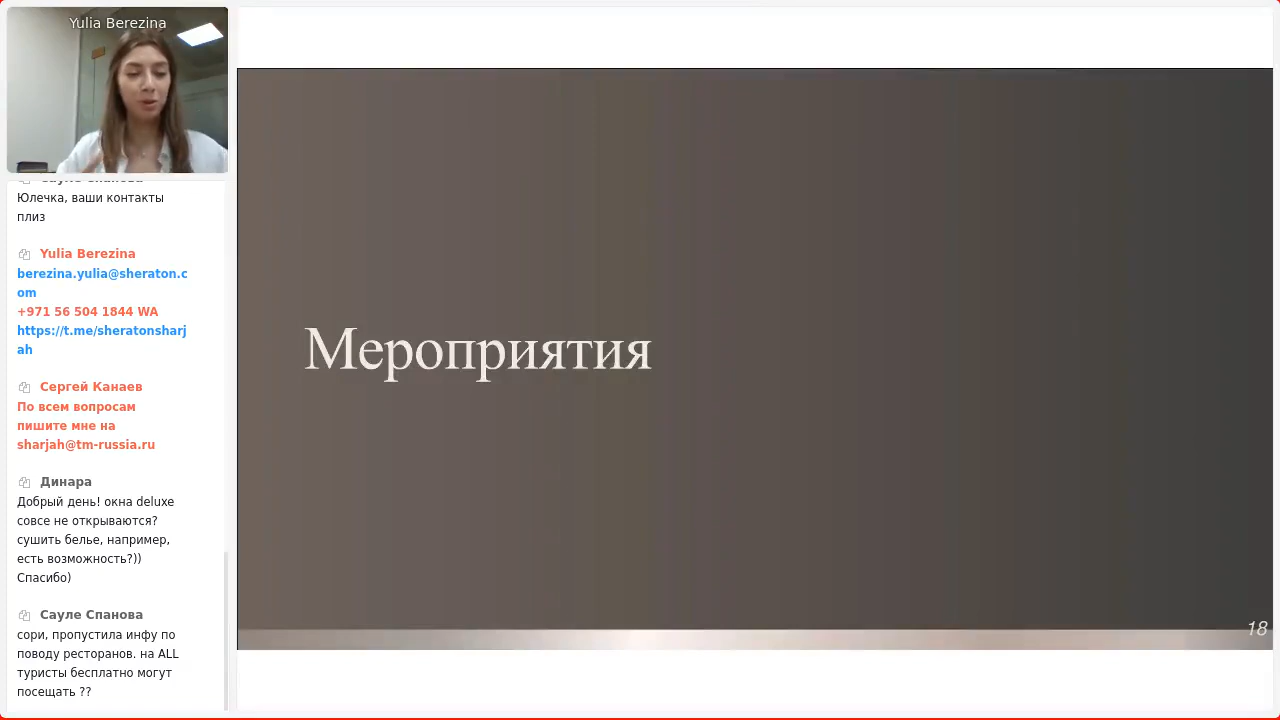 Yulia Berezina
Юлечка, ваши контакты
плиз
Yulia Berezina
berezina.yulia@sheraton.c
om
+971 56 504 1844 WA
https://t.me/sheratonsharj
ah
Сергей Канаев
По всем вопросам
пишите мне на
sharjah@tm-russia.ru
Динара
Добрый день! окна deluxe
совсе не открываются?
сушить белье, например,
есть возможность?))
Спасибо)
Сауле Спанова
сори, пропустила инфу по
поводу ресторанов. на ALL
туристы бесплатно могут
посещать ??
Мероприятия
18